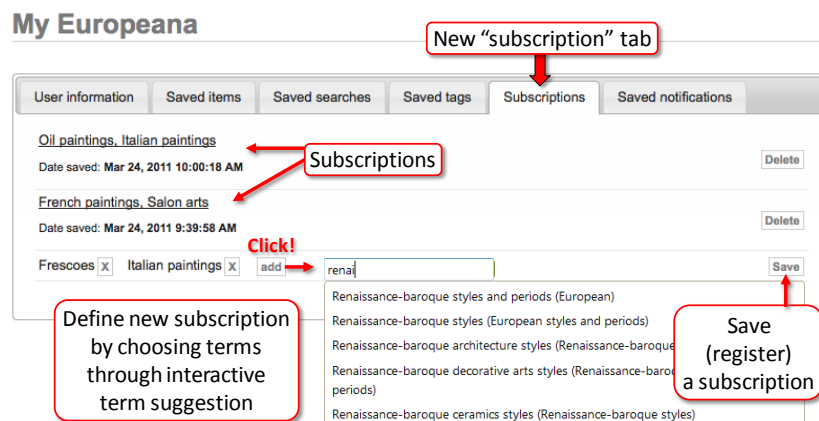 My Europeana
New “subscription” tab
User information Saved items Saved searches Saved tags Subscriptions Saved notifications
Oil paintings, Italian paintings
Date saved: Mar 24, 2011 10:00:18 AM
Delete
Subscriptions
French paintings, Salon arts
Date saved: Mar 24, 2011 9:39:58 AM
Delete
Click!
Frescoes X Italian paintings X add renai Save
Renaissance-baroque styles and periods (European)
Renaissance-baroque styles (European styles and periods)
Renaissance-baroque architecture styles (Renaissance-baroque
Renaissance-baroque decorative arts styles (Renaissance-baroq
periods)
Renaissance-baroque ceramics styles (Renaissance-baroque styles)
Define new subscription
by choosing terms
through interactive
term suggestion
Save
(register)
a subscription